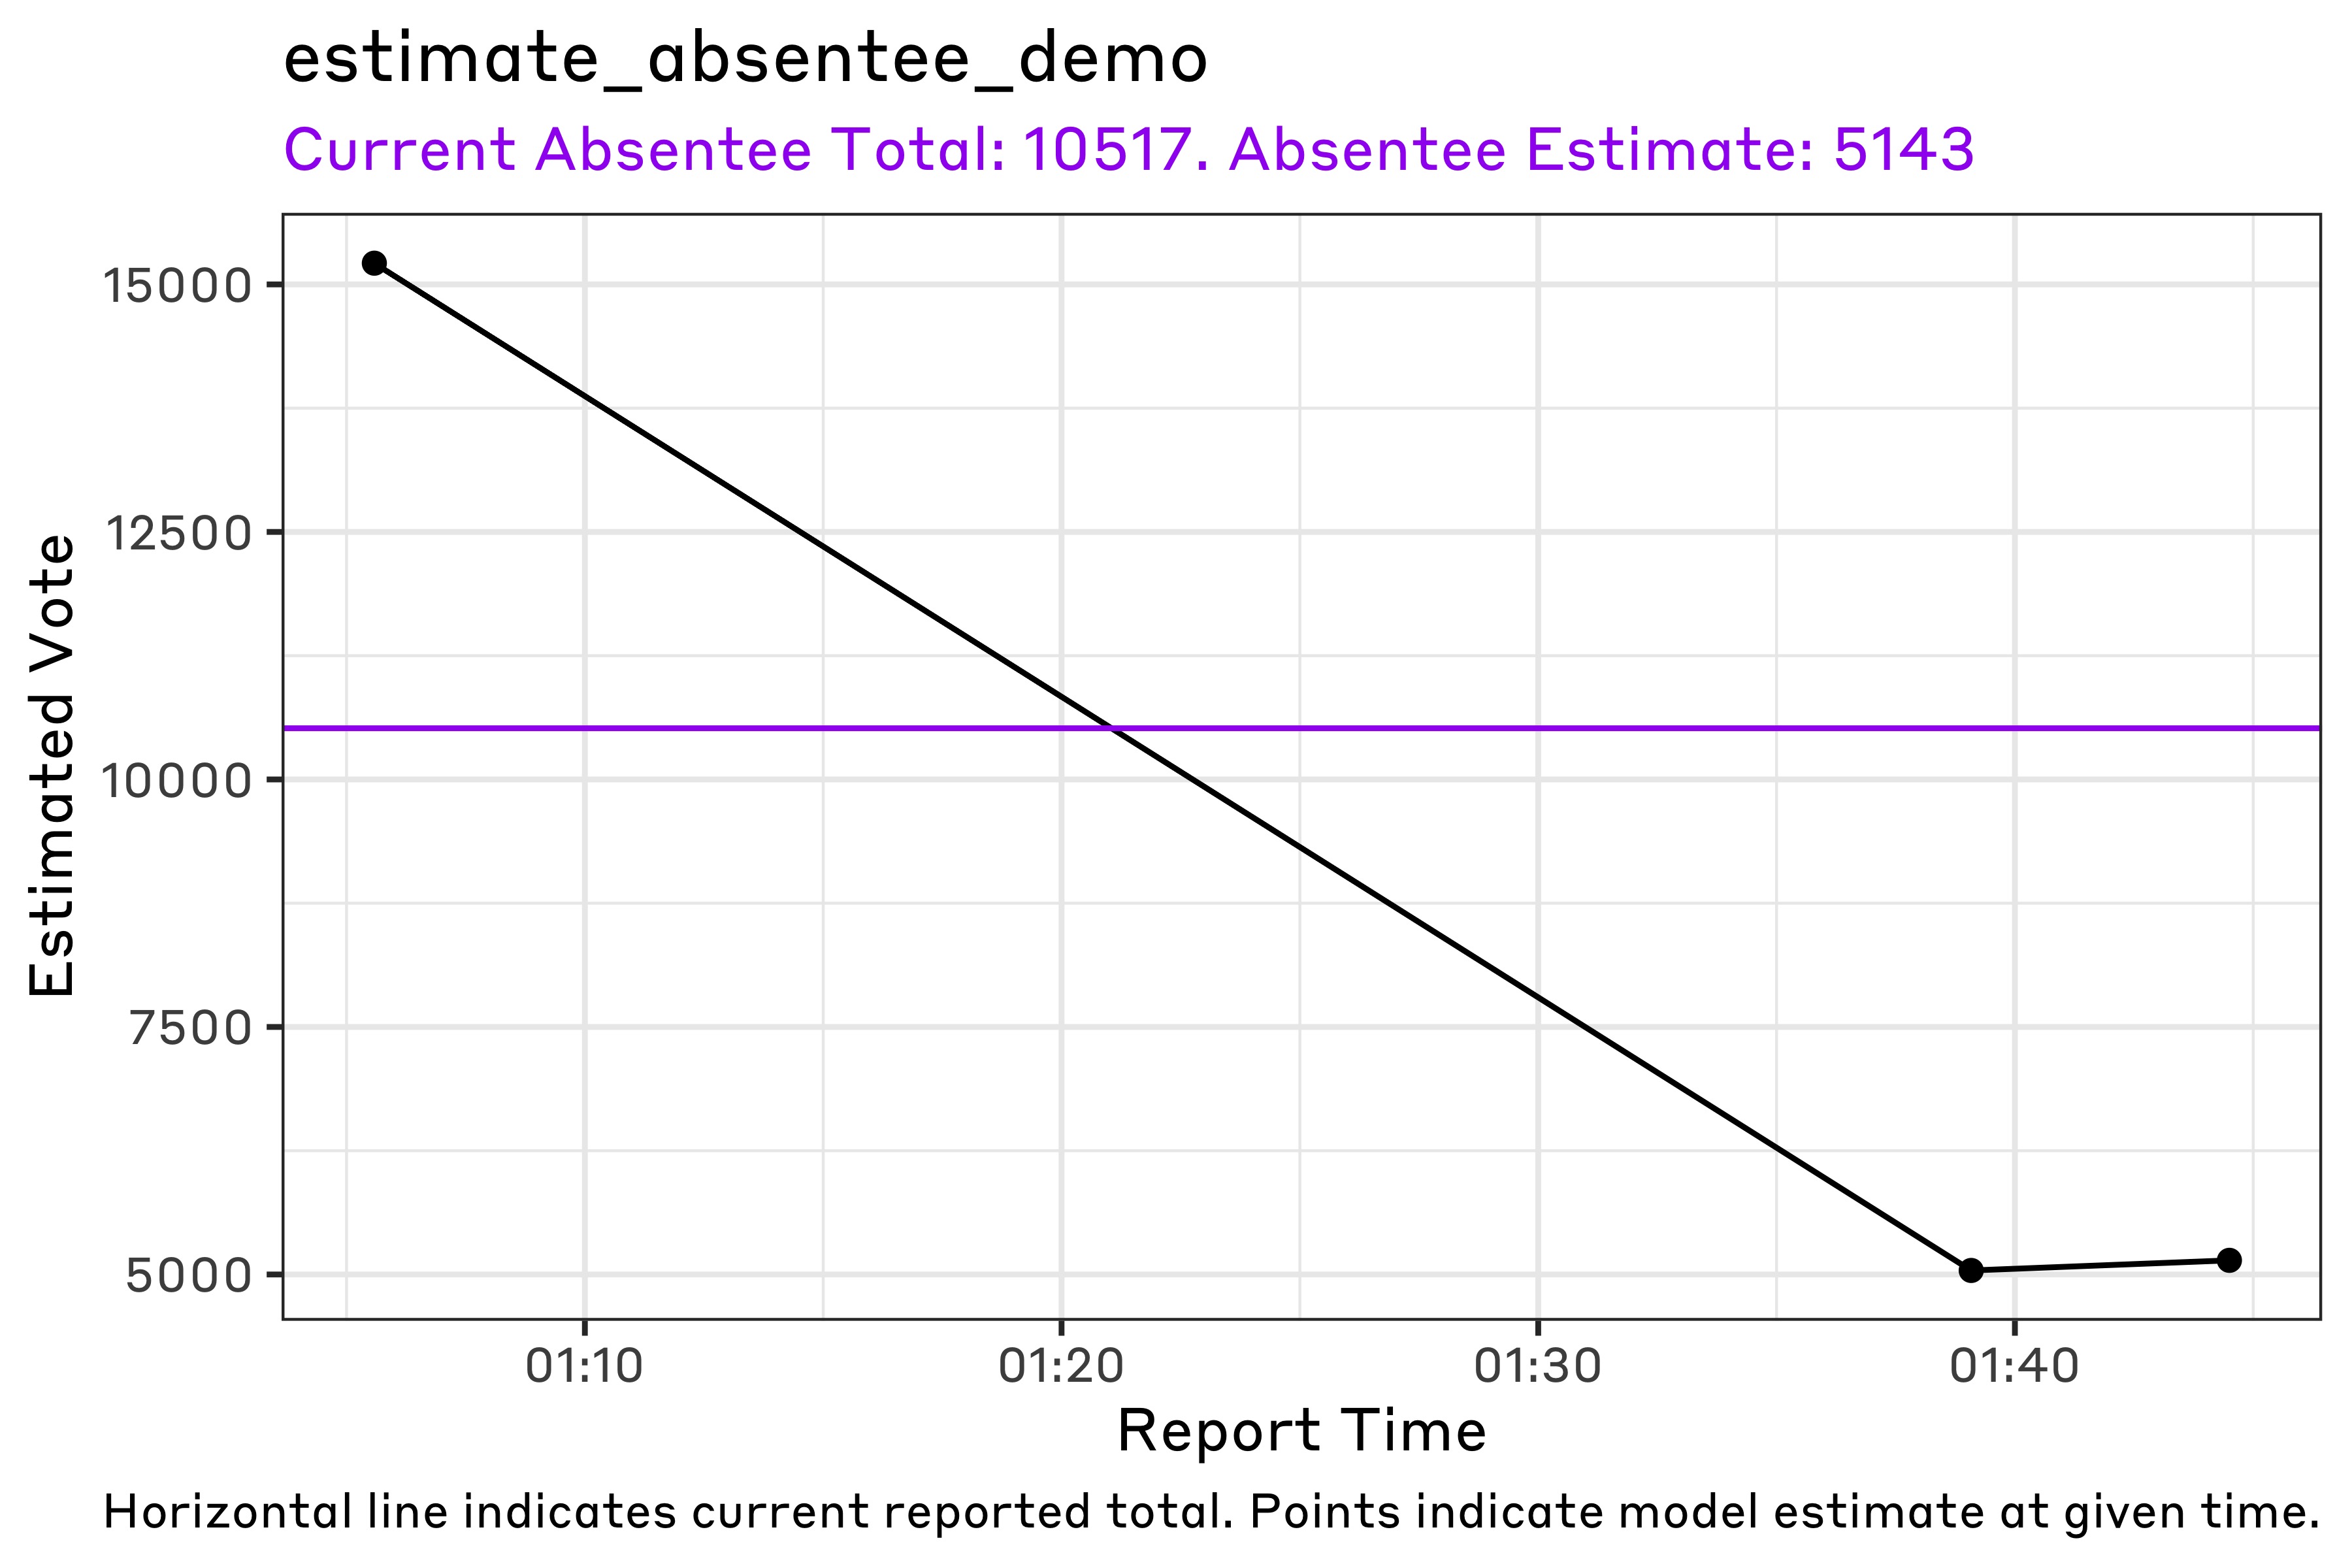 estimate_absentee_demo
Current Absentee Total: 10517. Absentee Estimate: 5143
Estimated Vote
15000
12500
10000
7500
5000
01:10 01:20 01:30 01:40
Report Time
Horizontal line indicates current reported total. Points indicate model estimate at given time.